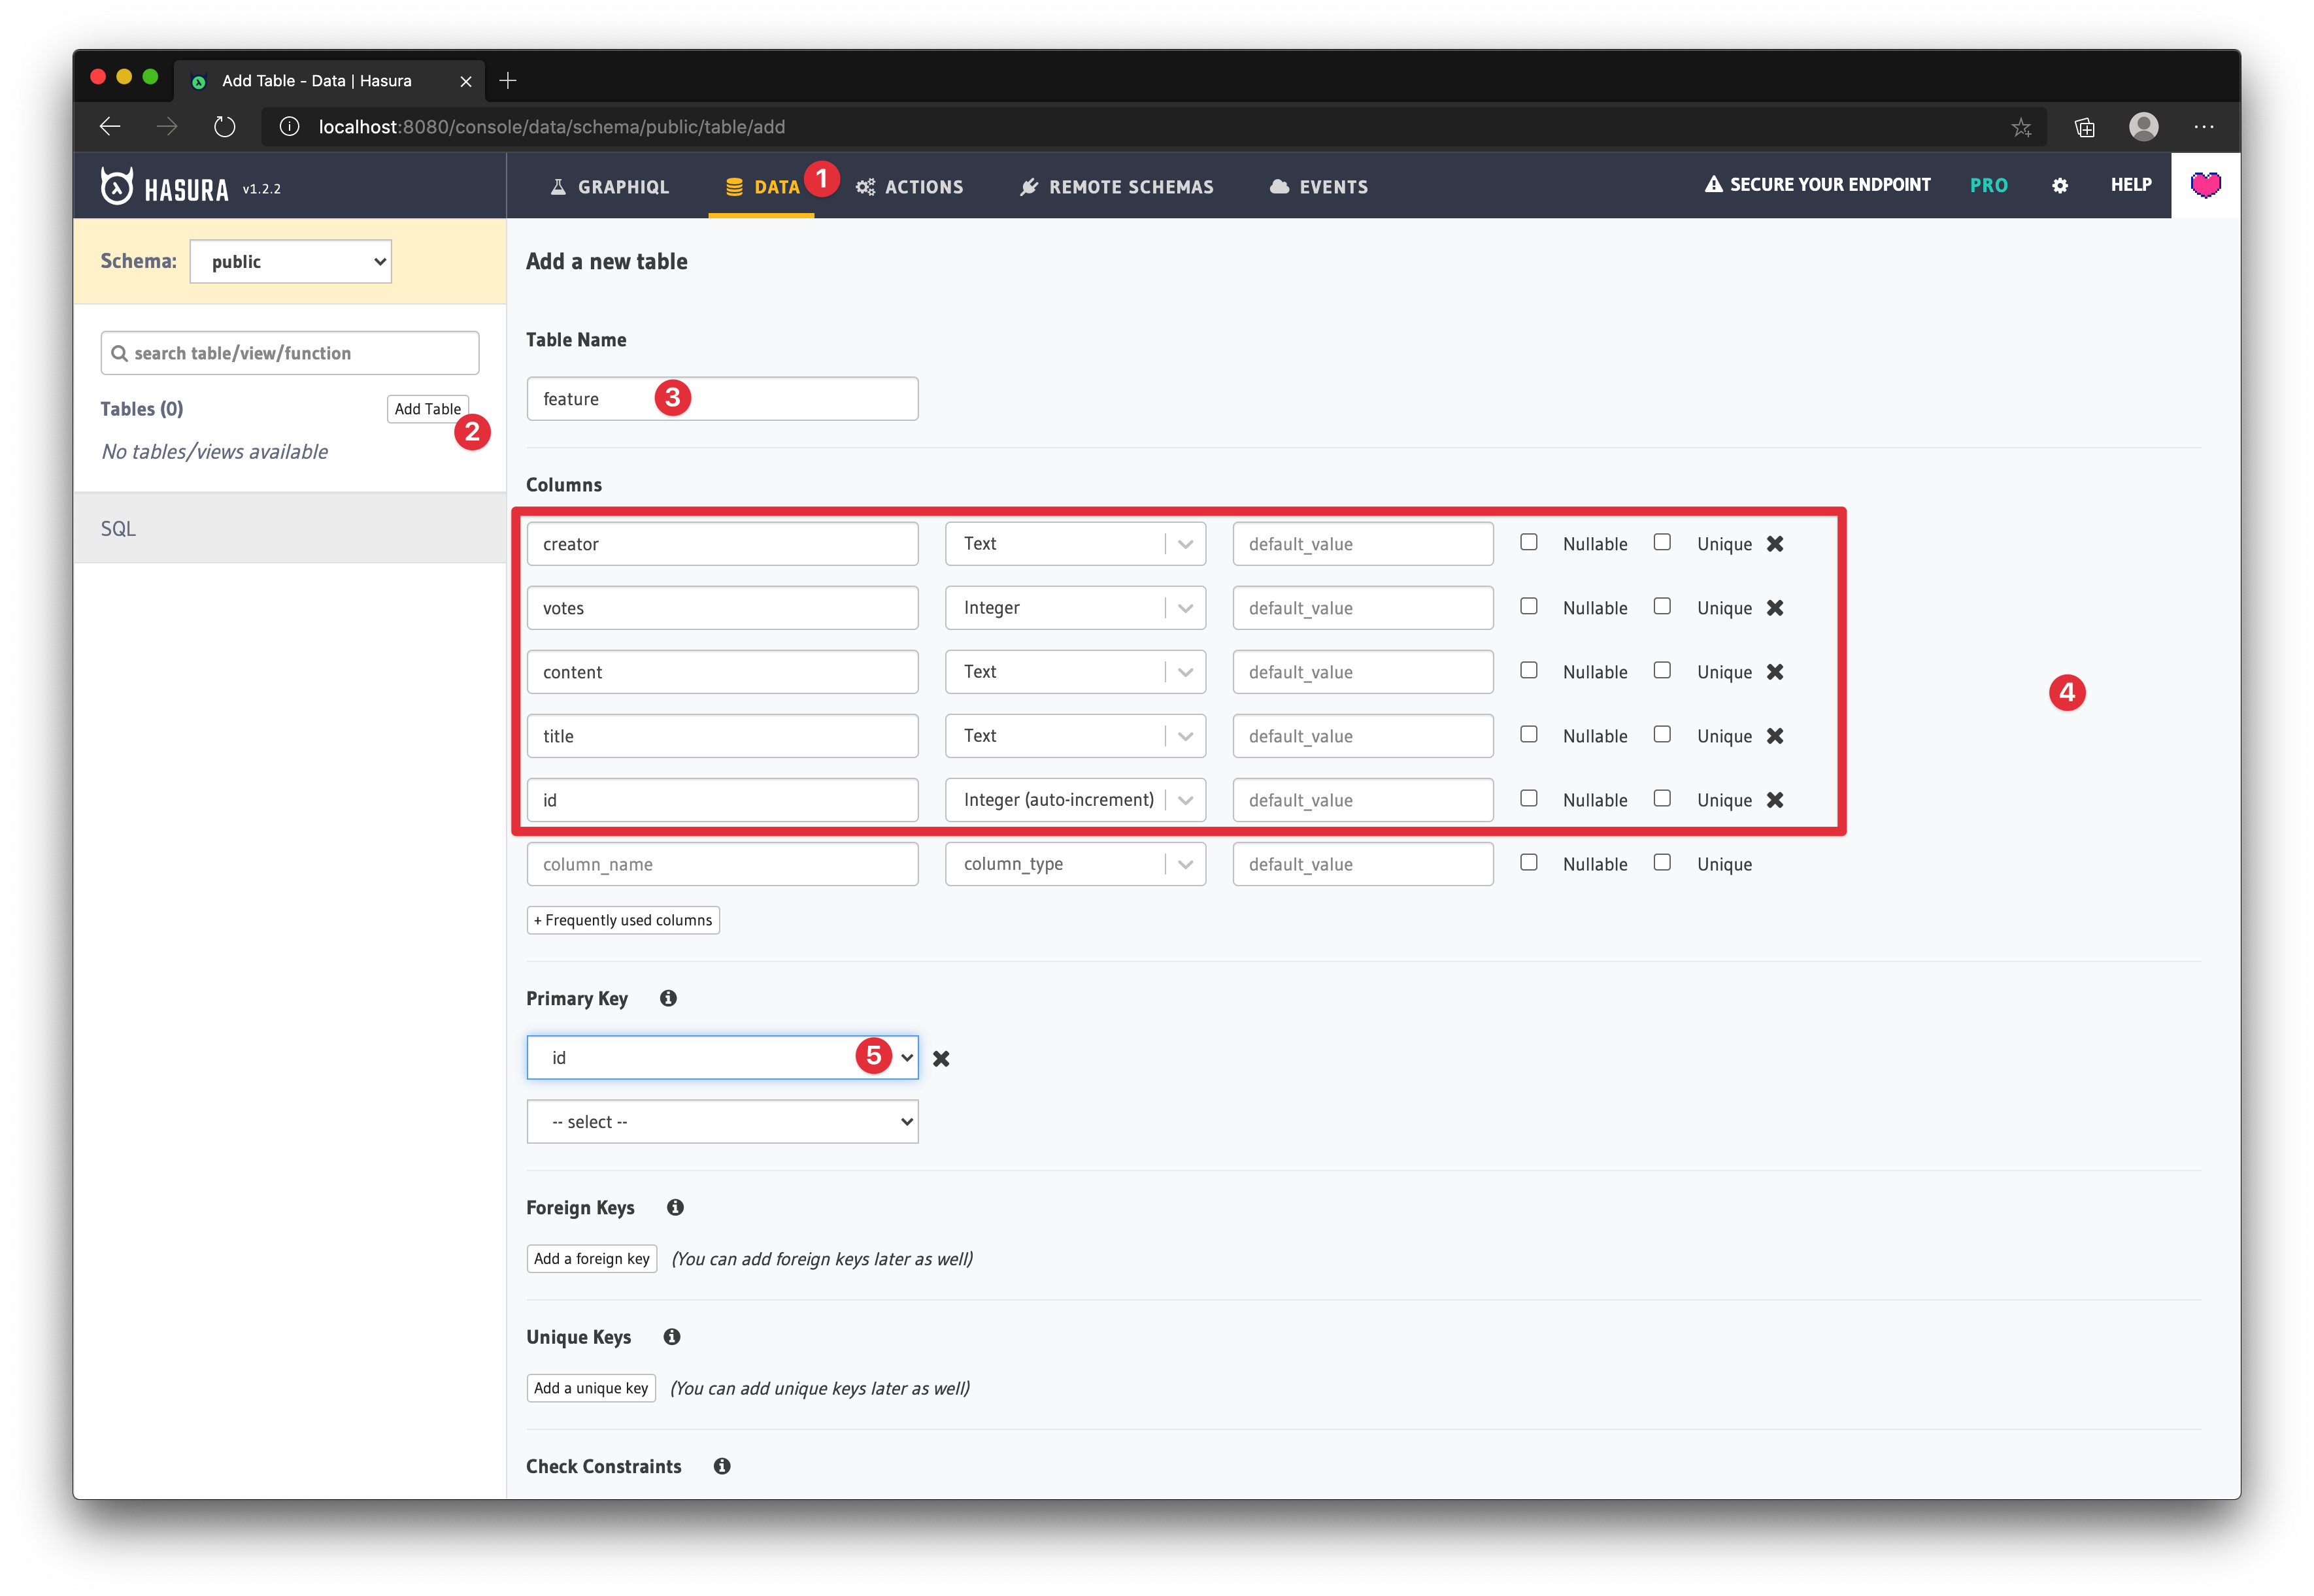 Add Table - Data | Hasura
localhost:8080/console/data/schema/public/table/add
HASURA v1.2.2
GRAPHIQL DATA 1 ACTIONS REMOTE SCHEMAS EVENTS SECURE YOUR ENDPOINT PRO HELP
Schema: public
search table/view/function
Tables (0) Add Table
2
No tables/views available
SQL
Add a new table
Table Name
feature 3
Columns
creator Text default_value Nullable Unique
votes Integer default_value Nullable Unique
content Text default_value Nullable Unique
4
title Text default_value Nullable Unique
id Integer (auto-increment) default_value Nullable Unique
column_name column_type default_value Nullable Unique
+ Frequently used columns
Primary Key
id 5
-- select --
Foreign Keys
Add a foreign key (You can add foreign keys later as well)
Unique Keys
Add a unique key (You can add unique keys later as well)
Check Constraints